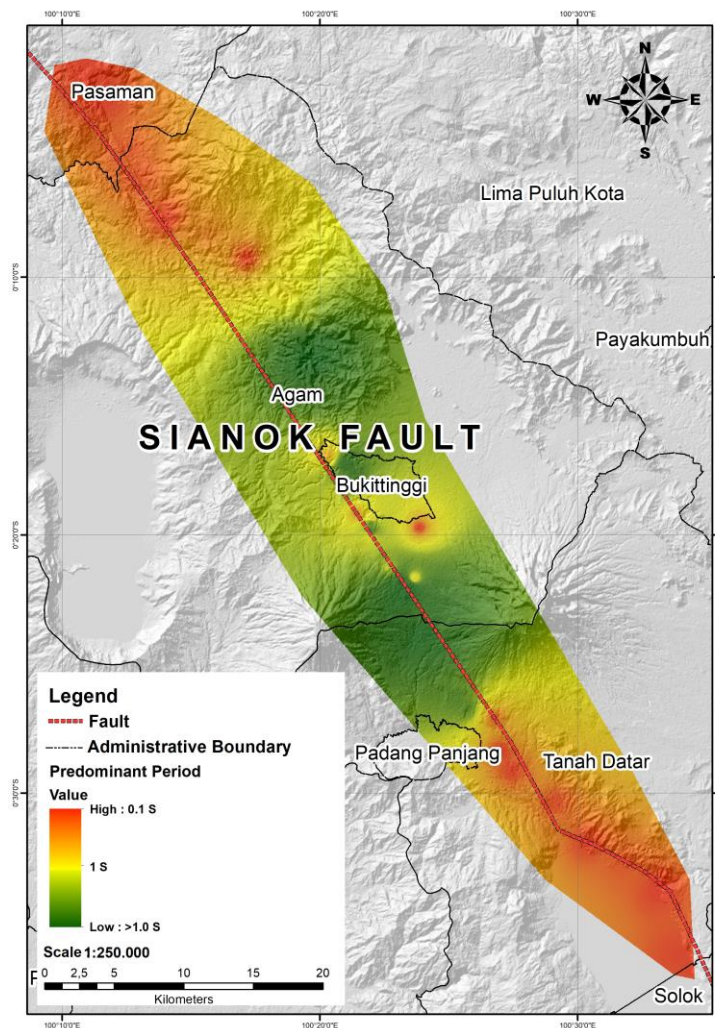 100°10'0"E 100°20'0"E 100°30'0"E
N
W E
S
Pasaman
Lima Puluh Kota
0°10'0"S
Payakumbuh
Agam
SIANOK FAULT
Bukittinggi
0°20'0"S
Padang Panjang
Tanah Datar
0°30'0"S
Solok
Legend
Fault
Administrative Boundary
Predominant Period
Value
High : 0.1 S
1 S
Low : >1.0 S
Scale 1:250.000
0 2,5 5 10 15 20
Kilometers
100°10'0"E 100°20'0"E 100°30'0"E